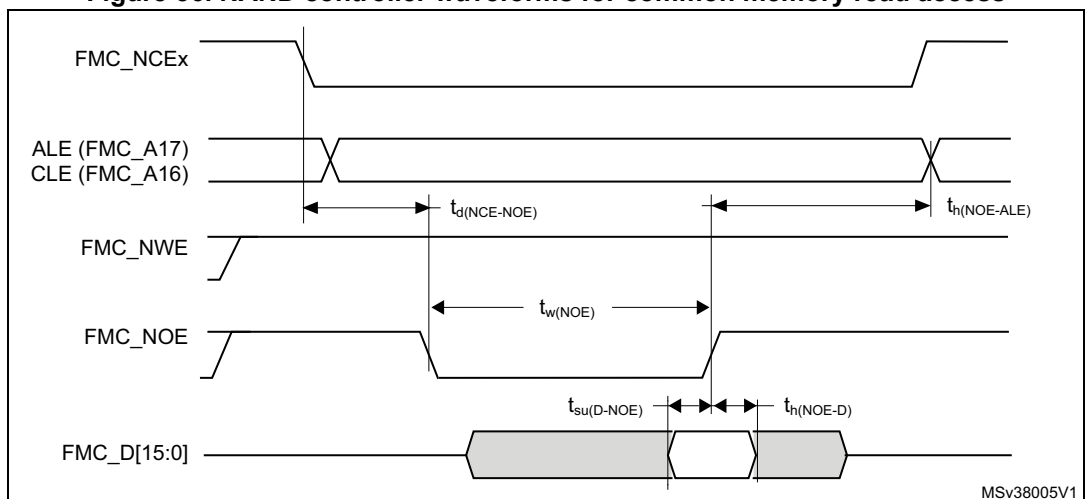 Figure NAND controller waveforms for common memory read access
FMC_NCEx
ALE (FMC_A17)
CLE (FMC_A16)
td(NCE-NOE)
th(NOE-ALE)
FMC_NWE
tw(NOE)
FMC_NOE
tsu(D-NOE)
th(NOE-D)
FMC_D[15:0]
MSv38005V1